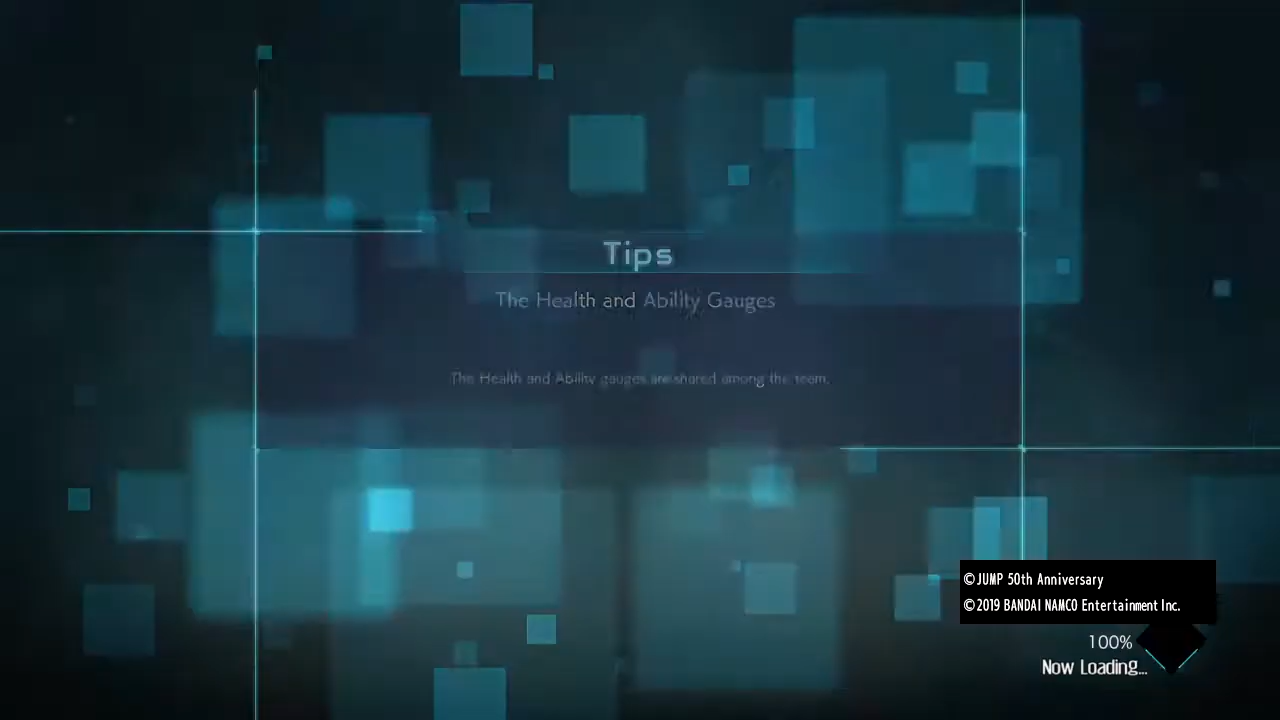 Tips
The Health and Ability Gauges
The Health and Ability gauges are shared among the team.
©JUMP 50th Anniversary
©2019 BANDAI NAMCO Entertainment Inc.
100%
Now Loading...